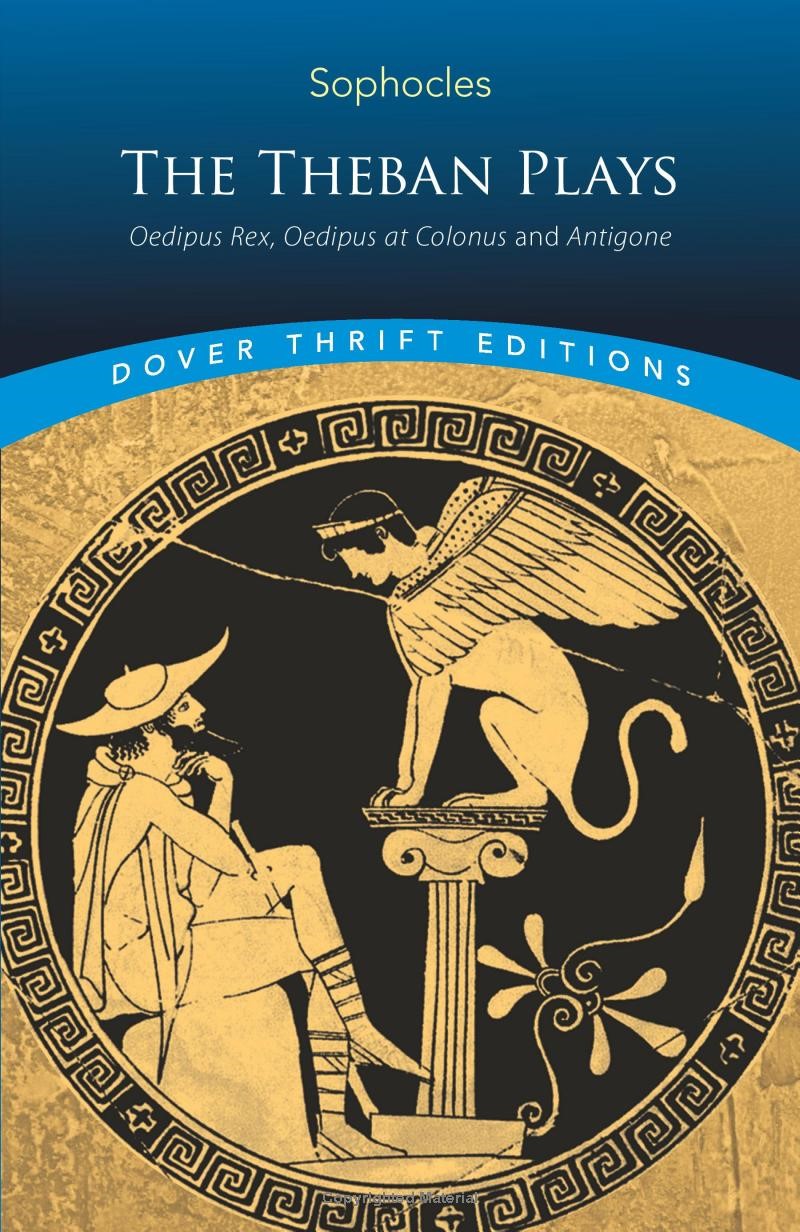 Sophocles
THE THEBAN PLAYS
Oedipus Rex, Oedipus at Colonus and Antigone
DOVER THRIFT EDITIONS
Copyrighted Material